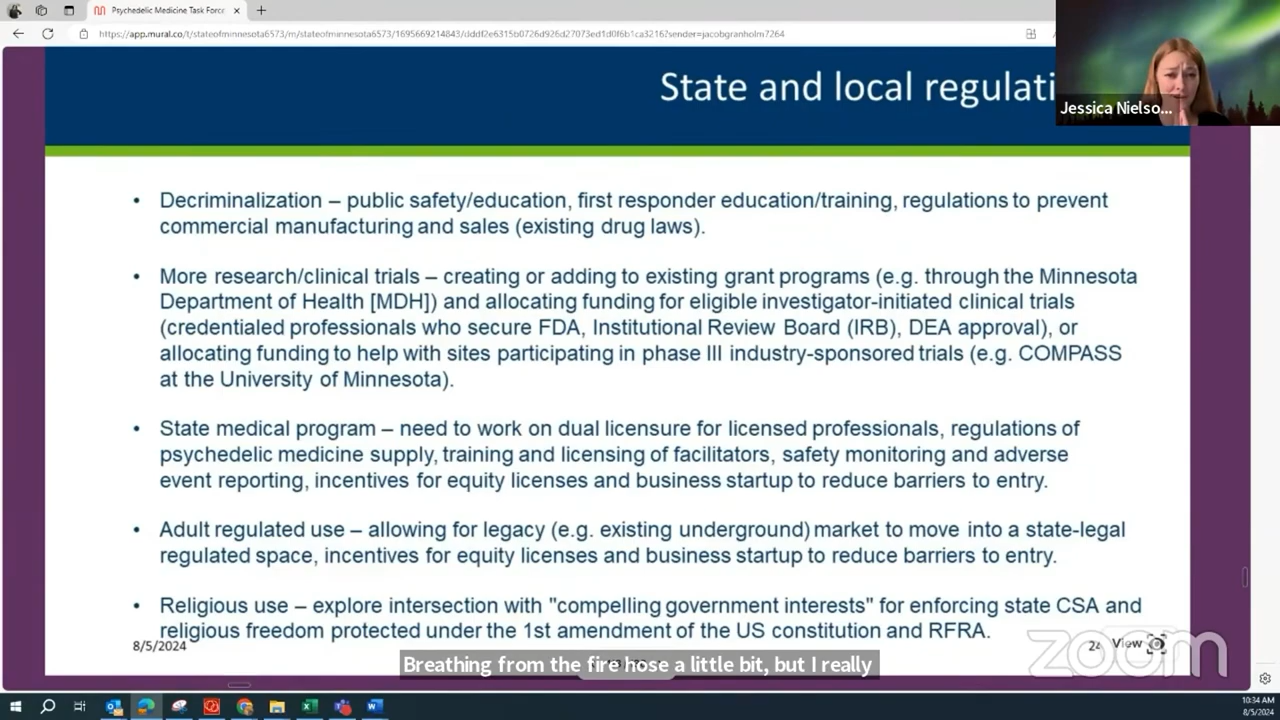 Psychedelic Medicine Task Force
https://app.mural.co/t/stateofminnesota6573/m/stateofminnesota6573/1695669214843/dddf2e6315b0726d926d27073ed1d0f6b1ca3216?sender=jacobgranholm7264
State and local regulati
Jessica Nielso...
• Decriminalization – public safety/education, first responder education/training, regulations to prevent
commercial manufacturing and sales (existing drug laws).
• More research/clinical trials – creating or adding to existing grant programs (e.g. through the Minnesota
Department of Health [MDH]) and allocating funding for eligible investigator-initiated clinical trials
(credentialed professionals who secure FDA, Institutional Review Board (IRB), DEA approval), or
allocating funding to help with sites participating in phase III industry-sponsored trials (e.g. COMPASS
at the University of Minnesota).
• State medical program – need to work on dual licensure for licensed professionals, regulations of
psychedelic medicine supply, training and licensing of facilitators, safety monitoring and adverse
event reporting, incentives for equity licenses and business startup to reduce barriers to entry.
• Adult regulated use – allowing for legacy (e.g. existing underground) market to move into a state-legal
regulated space, incentives for equity licenses and business startup to reduce barriers to entry.
• Religious use – explore intersection with "compelling government interests" for enforcing state CSA and
religious freedom protected under the 1st amendment of the US constitution and RFRA.
8/5/2024
24 View
zoom
Breathing from the fire hose a little bit, but I really
10:34 AM
8/5/2024